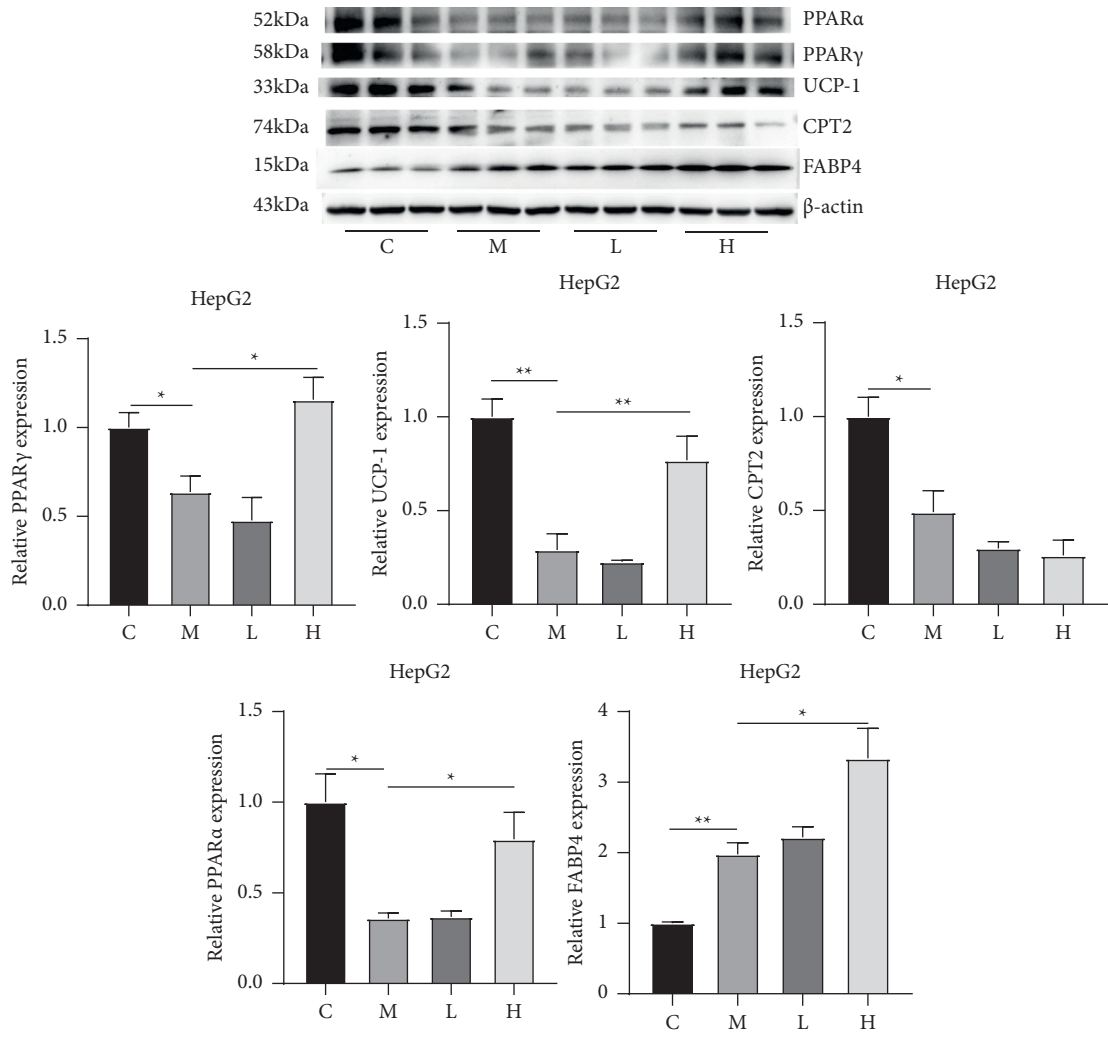 52kDa PPARα
58kDa PPARγ
33kDa UCP-1
74kDa CPT2
15kDa FABP4
43kDa β-actin
C M L H
HepG2
Relative PPARγ expression
1.5
1.0
0.5
0.0
*
*
C M L H
HepG2
Relative UCP-1 expression
1.5
1.0
0.5
0.0
**
**
C M L H
HepG2
Relative CPT2 expression
1.5
1.0
0.5
0.0
*
C M L H
HepG2
Relative PPARα expression
1.5
1.0
0.5
0.0
*
*
C M L H
HepG2
Relative FABP4 expression
4
3
2
1
0
**
*
C M L H